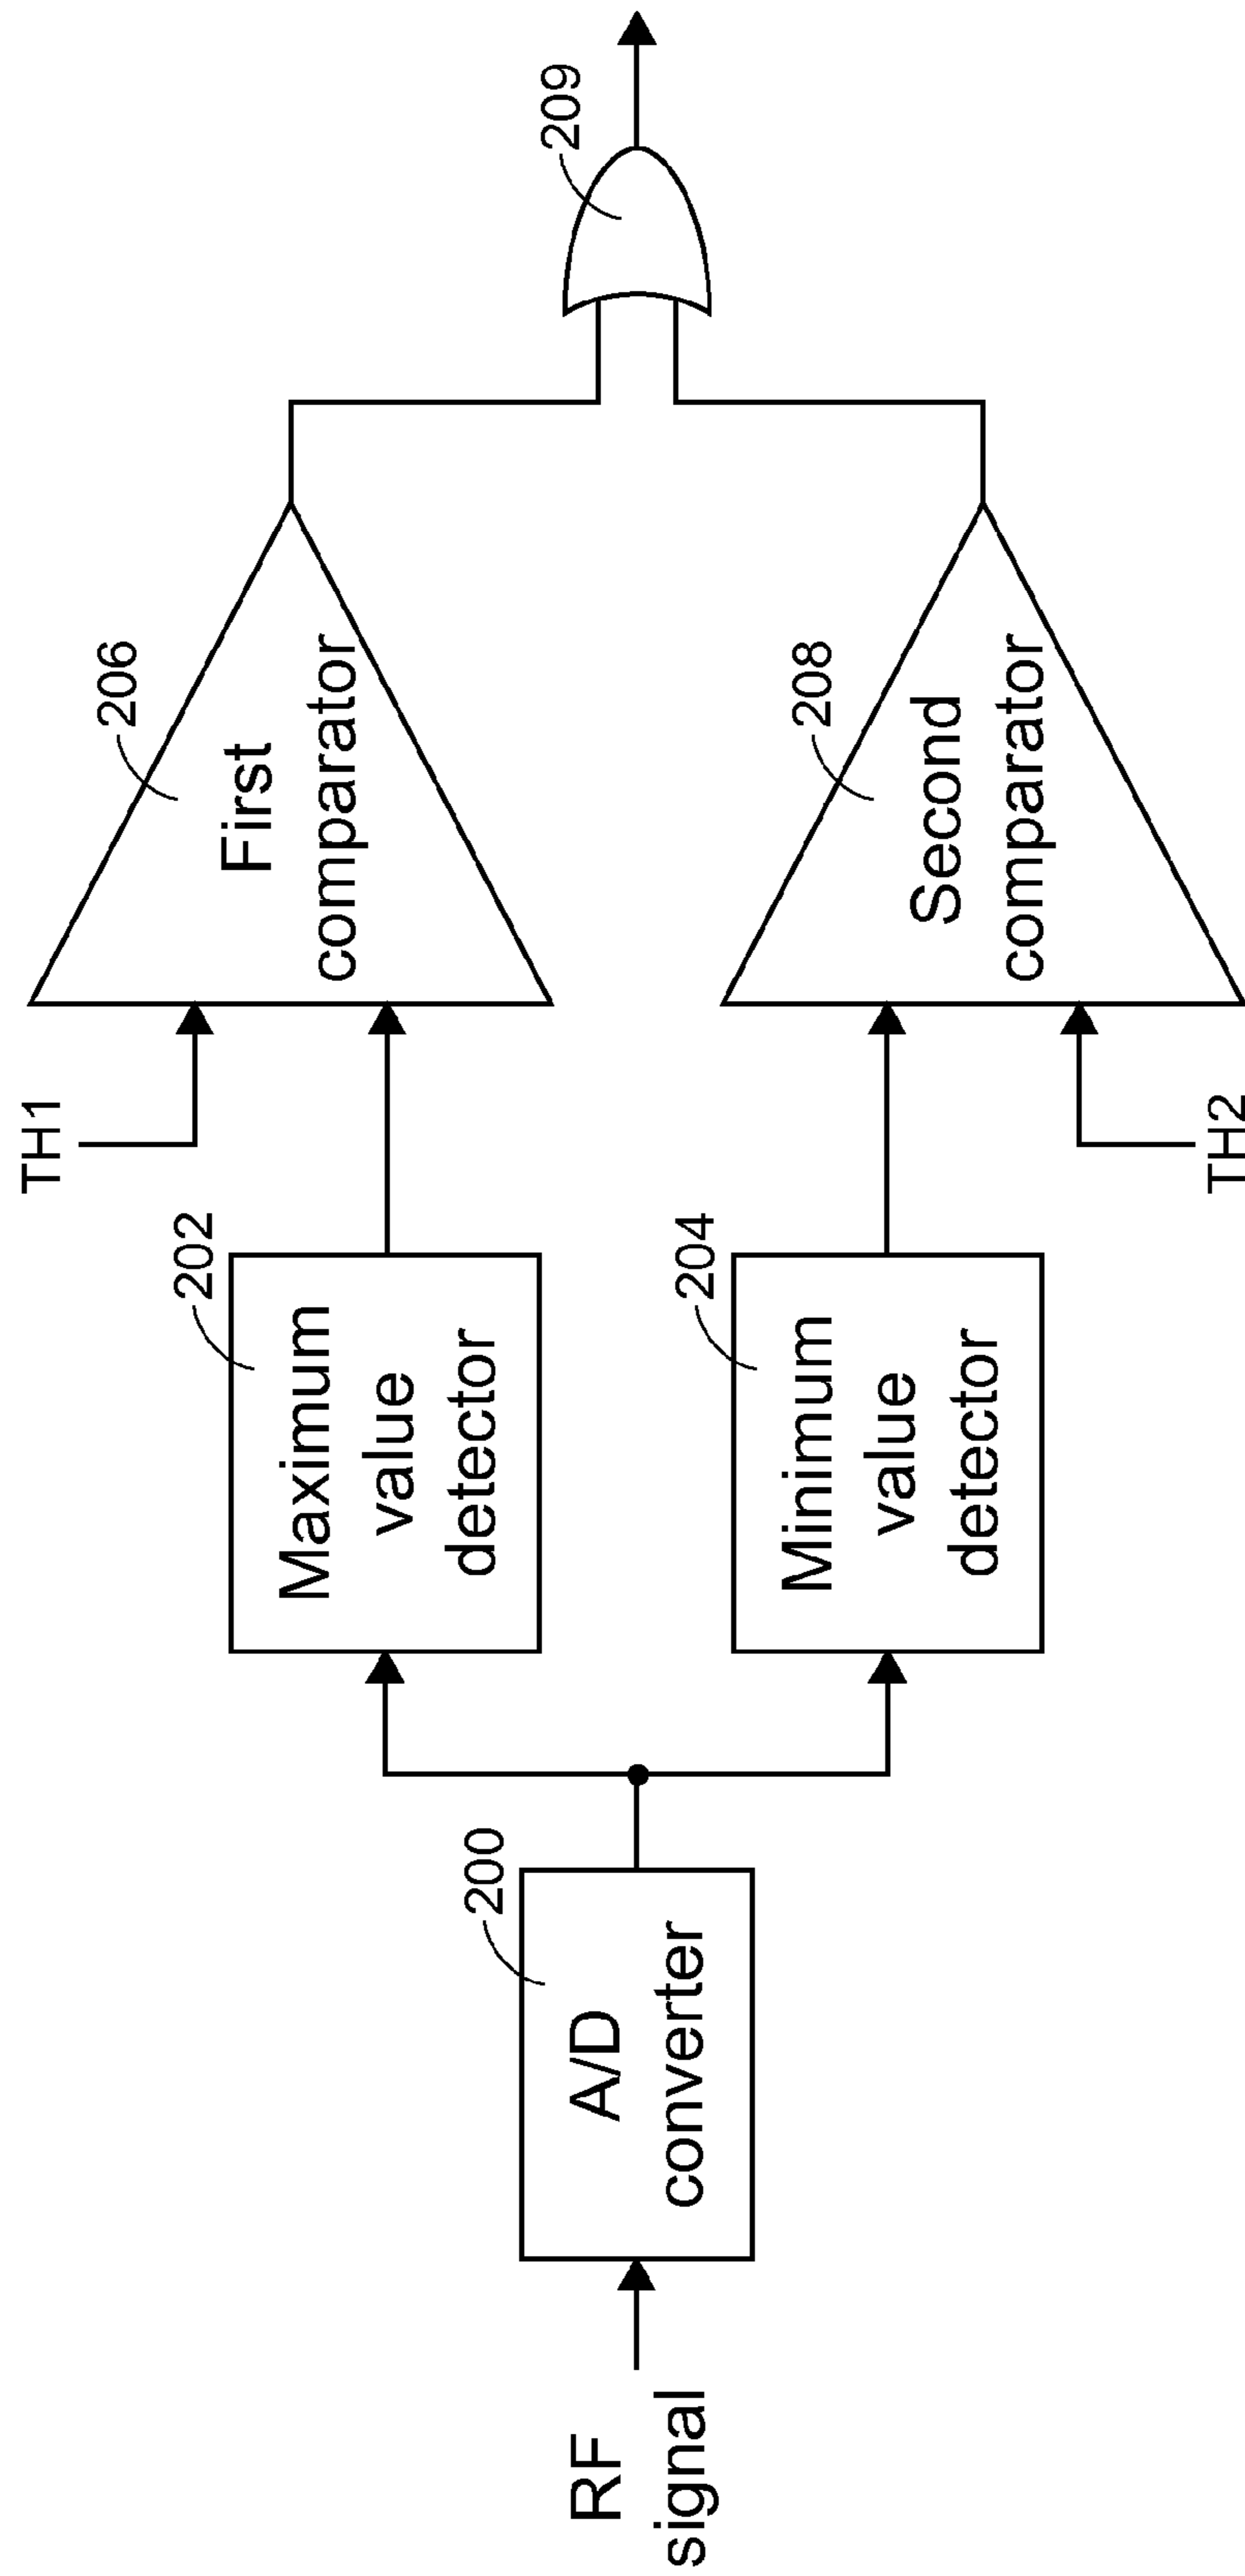 RF
signal
200
A/D
converter
202
Maximum
value
detector
204
Minimum
value
detector
TH1
206
First
comparator
208
Second
comparator
TH2
209